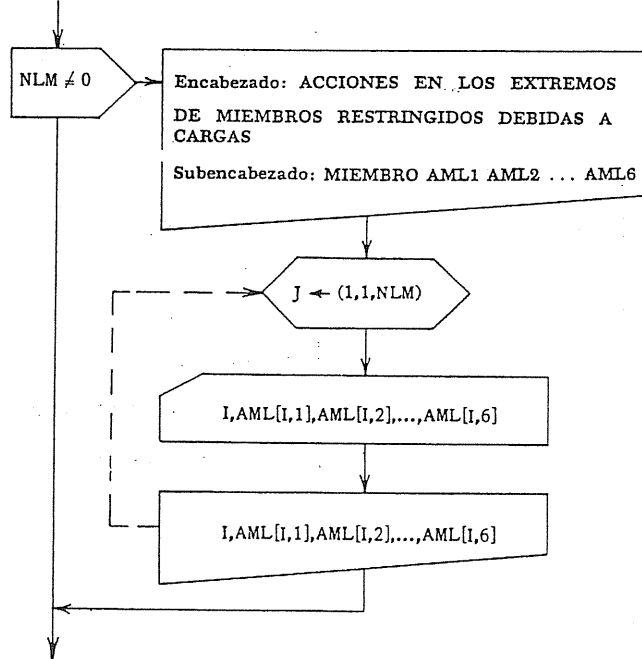 NLM ≠ 0
Encabezado: ACCIONES EN LOS EXTREMOS
DE MIEMBROS RESTRINGIDOS DEBIDAS A
CARGAS
Subencabezado: MIEMBRO AML1 AML2 ... AML6
J ← (1,1,NLM)
I,AML[I,1],AML[I,2],...,AML[I,6]
I,AML[I,1],AML[I,2],...,AML[I,6]